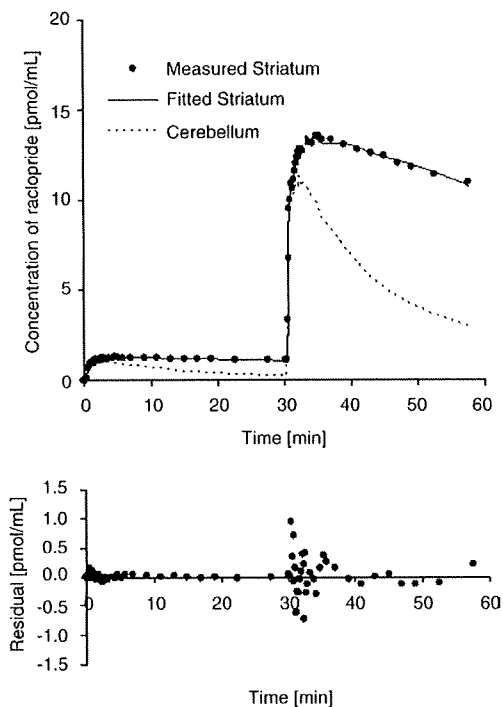 20
15
10
5
0
Concentration of raclopride [pmol/mL]
Measured Striatum
Fitted Striatum
Cerebellum
0 10 20 30 40 50 60
Time [min]
1.5
1.0
0.5
0.0
-0.5
-1.0
-1.5
Residual [pmol/mL]
0 10 20 30 40 50 60
Time [min]